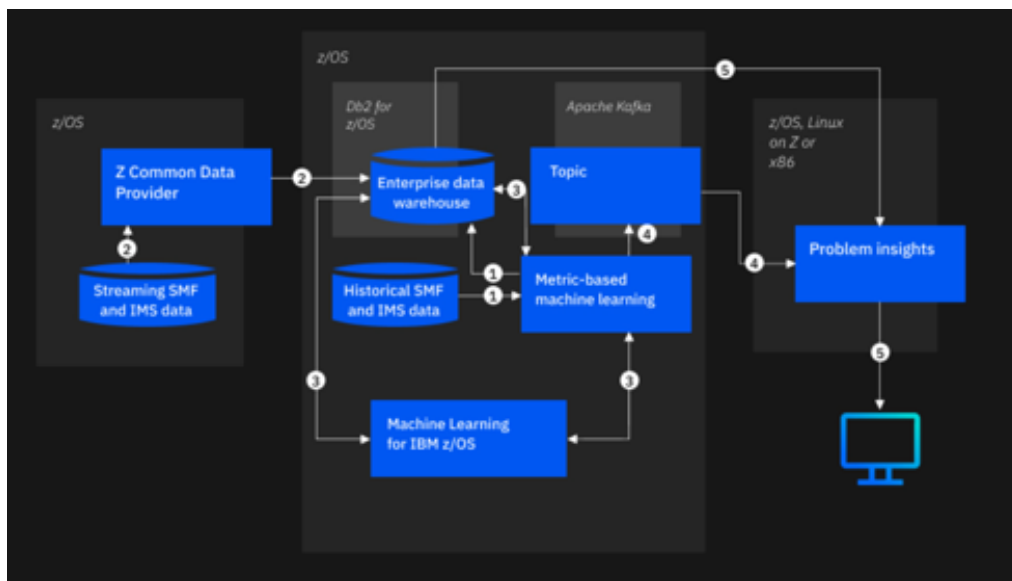 z/OS
Z Common Data
Provider
2
2
Streaming SMF
and IMS data
z/OS
Db2 for
z/OS
Enterprise data
warehouse
Apache Kafka
Topic
5
3
4
1
1
Historical SMF
and IMS data
Metric-based
machine learning
3
3
Machine Learning
for IBM z/OS
z/OS, Linux
on Z or
x86
4
Problem insights
5